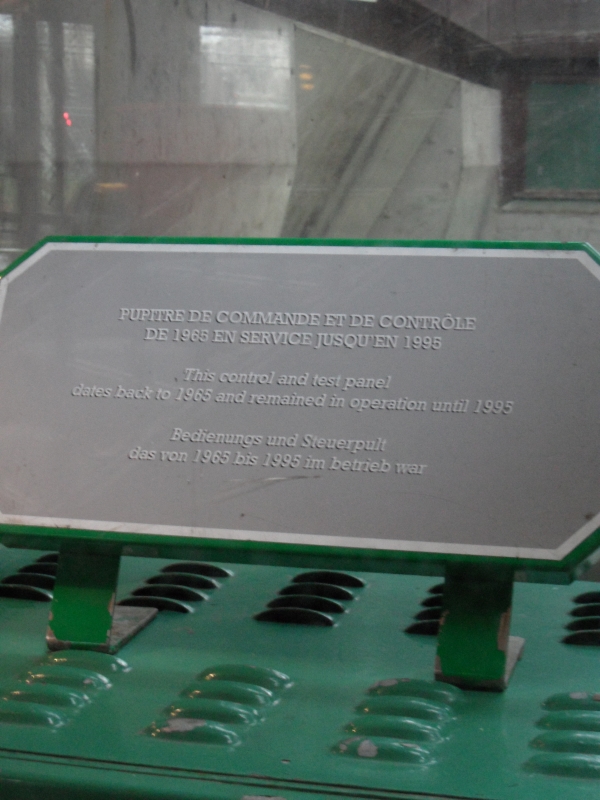 PUPITRE DE COMMANDE ET DE CONTRÔLE
DE 1965 EN SERVICE JUSQU'EN 1995
This control and test panel
dates back to 1965 and remained in operation until 1995
Bedienungs und Steuerpult
das von 1965 bis 1995 im betrieb war